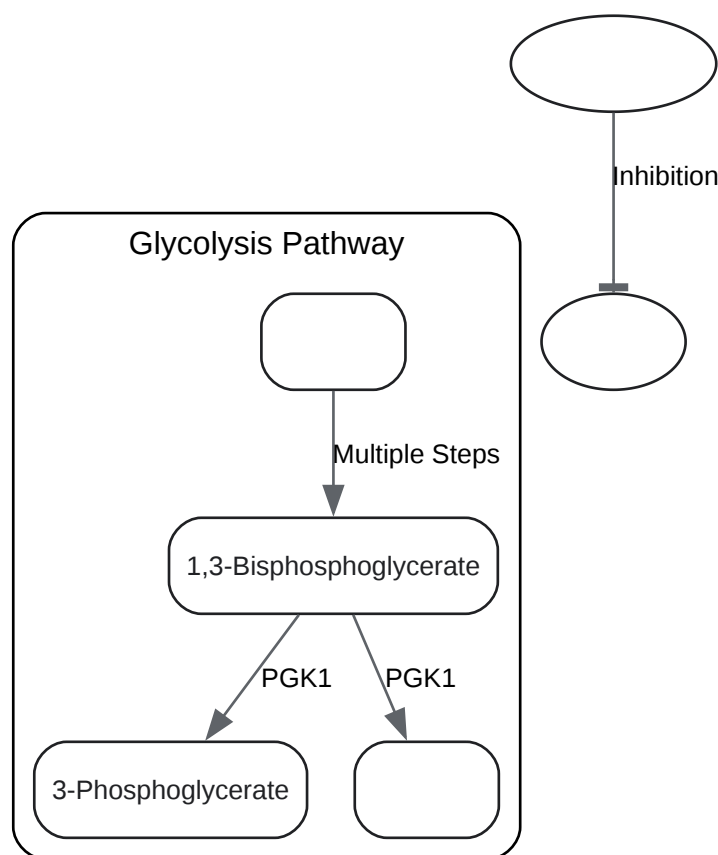 Inhibition
Glycolysis Pathway
Multiple Steps
1,3-Bisphosphoglycerate
PGK1
PGK1
3-Phosphoglycerate